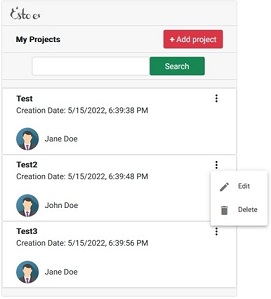 Esto es
My Projects
+ Add project
Search
Test
Creation Date: 5/15/2022, 6:39:38 PM
Jane Doe
Test2
Creation Date: 5/15/2022, 6:39:48 PM
Edit
John Doe
Delete
Test3
Creation Date: 5/15/2022, 6:39:56 PM
Jane Doe